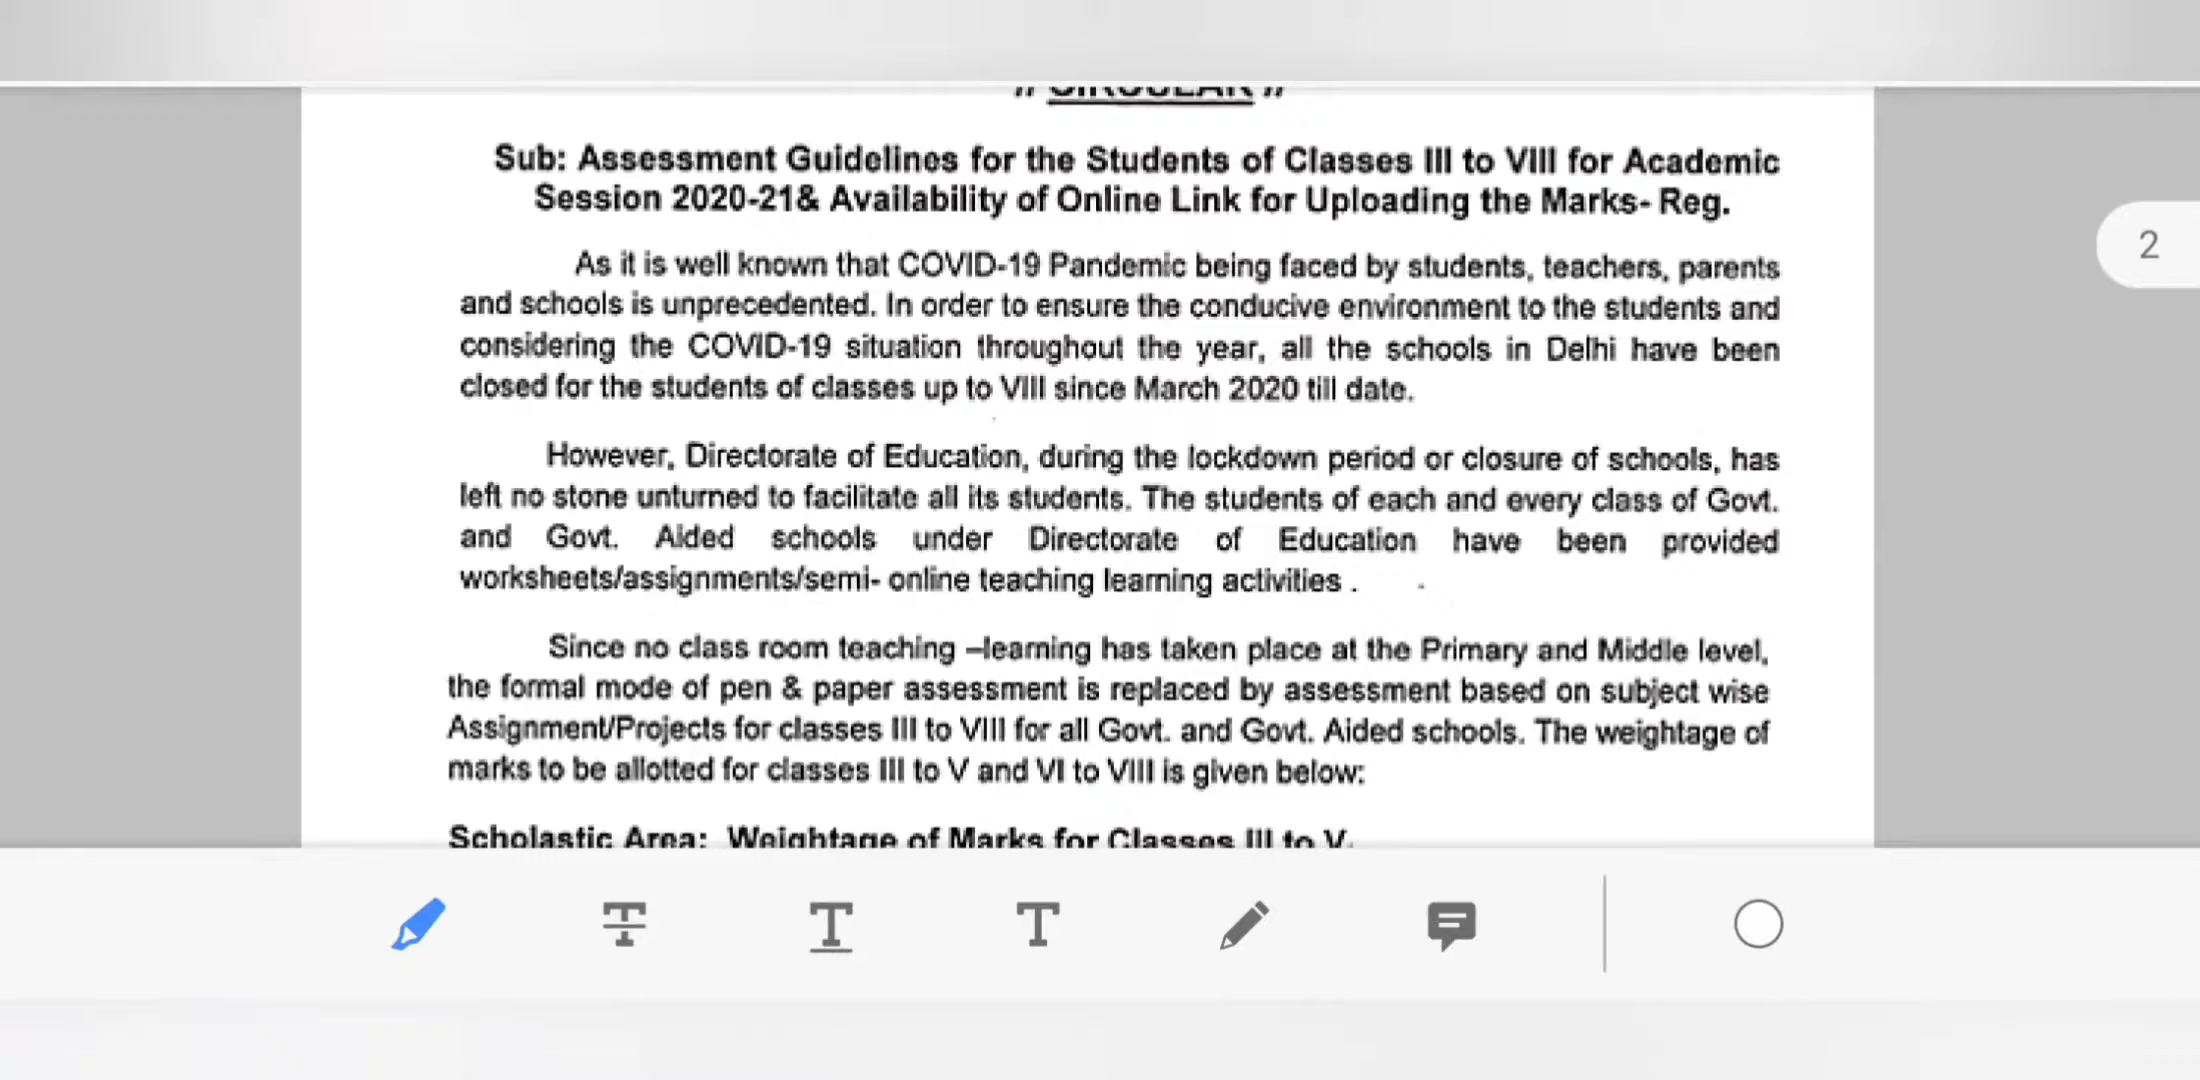 // CIRCULAR //
Sub: Assessment Guidelines for the Students of Classes III to VIII for Academic
Session 2020-21& Availability of Online Link for Uploading the Marks- Reg.
2
As it is well known that COVID-19 Pandemic being faced by students, teachers, parents
and schools is unprecedented. In order to ensure the conducive environment to the students and
considering the COVID-19 situation throughout the year, all the schools in Delhi have been
closed for the students of classes up to VIII since March 2020 till date.
However, Directorate of Education, during the lockdown period or closure of schools, has
left no stone unturned to facilitate all its students. The students of each and every class of Govt.
and Govt. Aided schools under Directorate of Education have been provided
worksheets/assignments/semi- online teaching learning activities .
Since no class room teaching –learning has taken place at the Primary and Middle level,
the formal mode of pen & paper assessment is replaced by assessment based on subject wise
Assignment/Projects for classes III to VIII for all Govt. and Govt. Aided schools. The weightage of
marks to be allotted for classes III to V and VI to VIII is given below:
Scholastic Area: Weightage of Marks for Classes III to V.